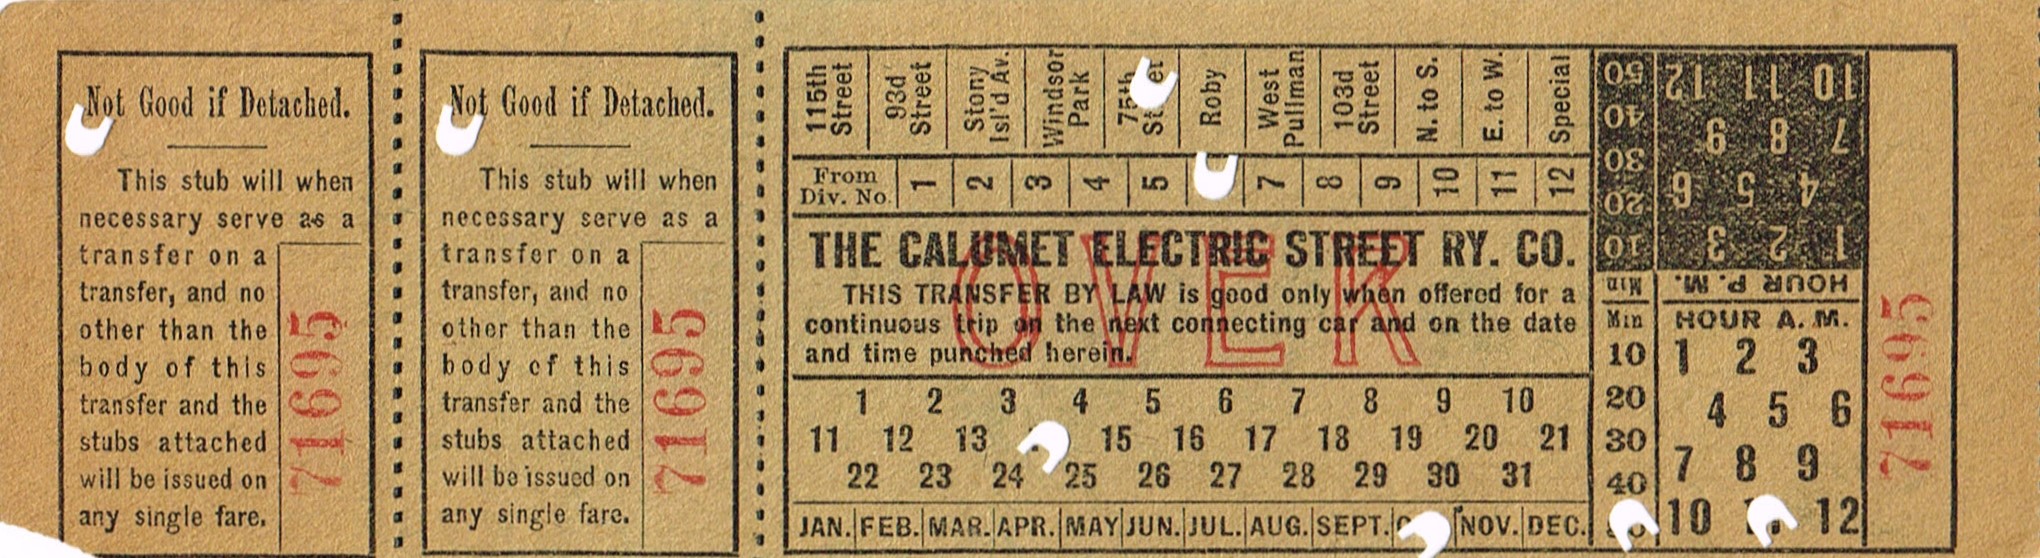 Not Good if Detached.
This stub will when
necessary serve as a
transfer on a
transfer, and no
other than the
body of this
transfer and the
stubs attached
will be issued on
any single fare.
71695
Not Good if Detached.
This stub will when
necessary serve as a
transfer on a
transfer, and no
other than the
body of this
transfer and the
stubs attached
will be issued on
any single fare.
71695
115th Street
93d Street
Stony Isl'd Av.
Windsor Park
75th Street
Roby
West Pullman
103d Street
N. to S.
E. to W.
Special
From Div. No. 1 2 3 4 5 7 8 9 10 11 12
THE CALUMET ELECTRIC STREET RY. CO.
THIS TRANSFER BY LAW is good only when offered for a
continuous trip on the next connecting car and on the date
and time punched herein.
OVER
1 2 3 4 5 6 7 8 9 10
11 12 13 15 16 17 18 19 20 21
22 23 24 25 26 27 28 29 30 31
JAN. FEB. MAR. APR. MAY JUN. JUL. AUG. SEPT. NOV. DEC.
Min HOUR P. M.
10 1 2 3
20 4 5 6
30 7 8 9
40 10 11 12
50
Min HOUR A. M.
10 1 2 3
20 4 5 6
30 7 8 9
40 10 12
71695